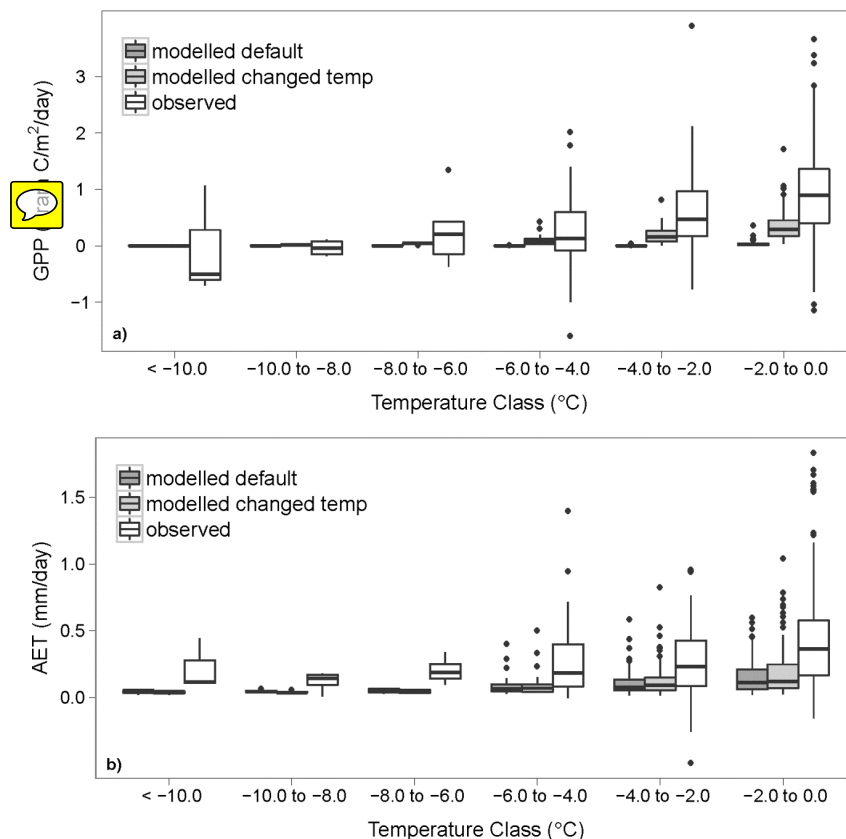 modelled default
modelled changed temp
observed
GPP C/m²/day)
3
2
1
0
−1
a)
< −10.0
−10.0 to −8.0
−8.0 to −6.0
−6.0 to −4.0
−4.0 to −2.0
−2.0 to 0.0
Temperature Class (°C)
modelled default
modelled changed temp
observed
AET (mm/day)
1.5
1.0
0.5
0.0
b)
< −10.0
−10.0 to −8.0
−8.0 to −6.0
−6.0 to −4.0
−4.0 to −2.0
−2.0 to 0.0
Temperature Class (°C)